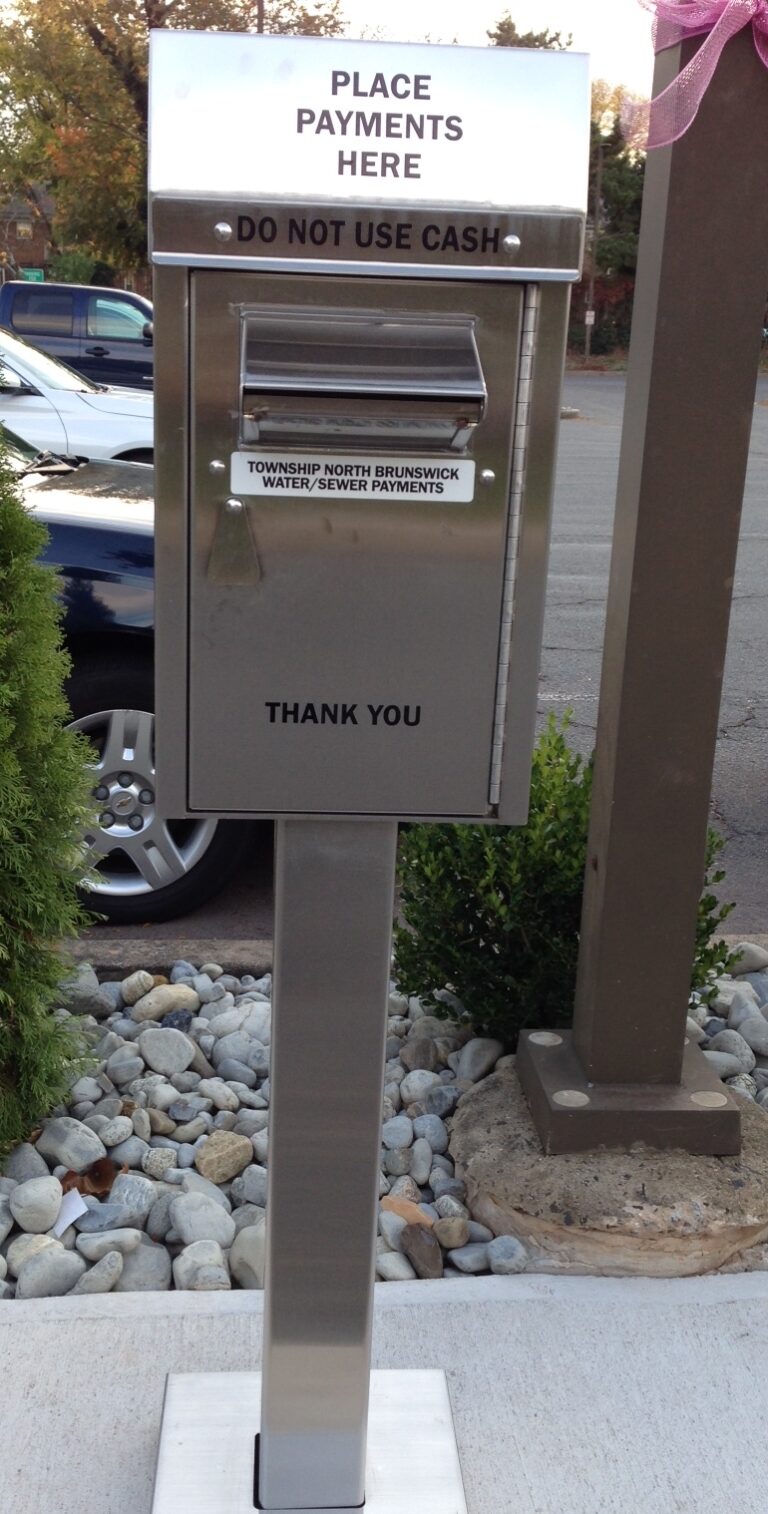 PLACE
PAYMENTS
HERE
DO NOT USE CASH
TOWNSHIP NORTH BRUNSWICK
WATER/SEWER PAYMENTS
THANK YOU